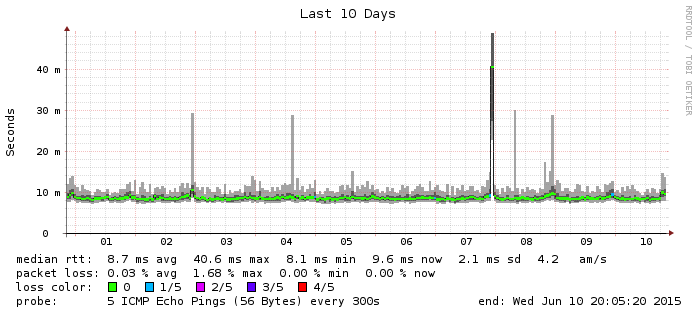 Last 10 Days
RRDTOOL / TOBI OETIKER
Seconds
40 m
30 m
20 m
10 m
0
01 02 03 04 05 06 07 08 09 10
median rtt: 8.7 ms avg 40.6 ms max 8.1 ms min 9.6 ms now 2.1 ms sd 4.2 am/s
packet loss: 0.03 % avg 1.68 % max 0.00 % min 0.00 % now
loss color: 0 1/5 2/5 3/5 4/5
probe: 5 ICMP Echo Pings (56 Bytes) every 300s end: Wed Jun 10 20:05:20 2015